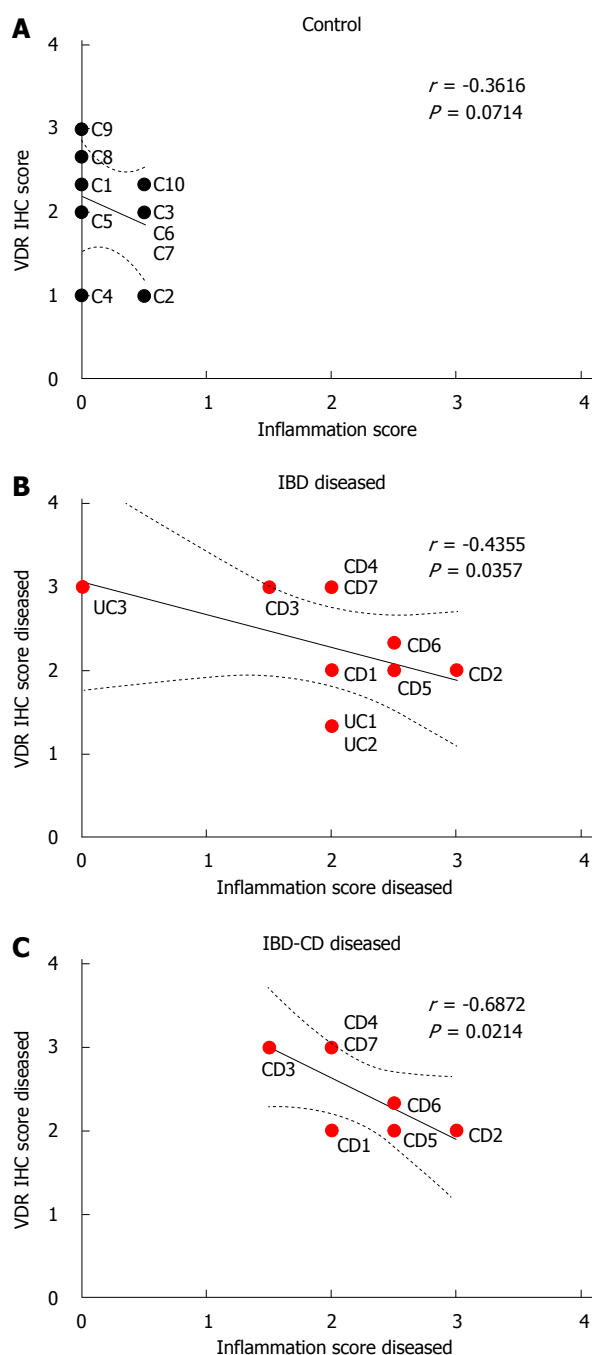 A
Control
4
r = -0.3616
P = 0.0714
3
C9
C8
C1
C10
2
C5
C3
C6
C7
1
C4
C2
0
VDR IHC score
0 1 2 3 4
Inflammation score
B
IBD diseased
4
r = -0.4355
P = 0.0357
CD4
3
UC3
CD3
CD7
CD6
2
CD1
CD5
CD2
UC1
UC2
1
0
VDR IHC score diseased
0 1 2 3 4
Inflammation score diseased
C
IBD-CD diseased
4
r = -0.6872
P = 0.0214
CD4
3
CD3
CD7
CD6
2
CD1
CD5
CD2
1
0
VDR IHC score diseased
0 1 2 3 4
Inflammation score diseased